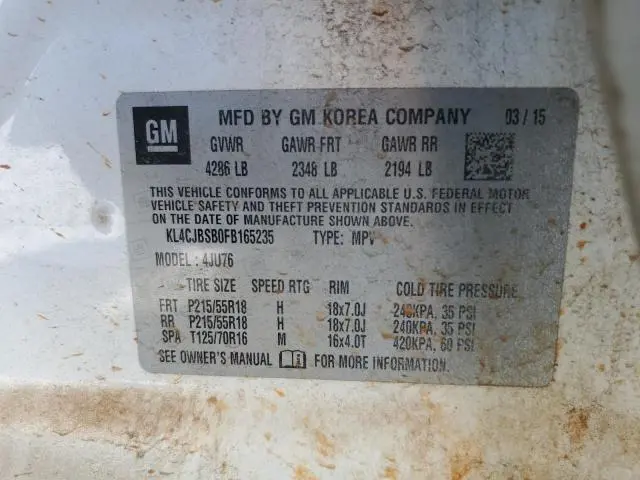 GM MFD BY GM KOREA COMPANY 03/15
GVWR GAWR FRT GAWR RR
4286 LB 2348 LB 2194 LB
THIS VEHICLE CONFORMS TO ALL APPLICABLE U.S. FEDERAL MOTOR
VEHICLE SAFETY AND THEFT PREVENTION STANDARDS IN EFFECT
ON THE DATE OF MANUFACTURE SHOWN ABOVE.
KL4CJBSB0FB165235 TYPE: MPV
MODEL: 4JU76
TIRE SIZE SPEED RTG RIM COLD TIRE PRESSURE
FRT P215/55R18 H 18x7.0J 240KPA, 35 PSI
RR P215/55R18 H 18x7.0J 240KPA, 35 PSI
SPA T125/70R16 M 16x4.0T 420KPA, 60 PSI
SEE OWNER'S MANUAL FOR MORE INFORMATION.